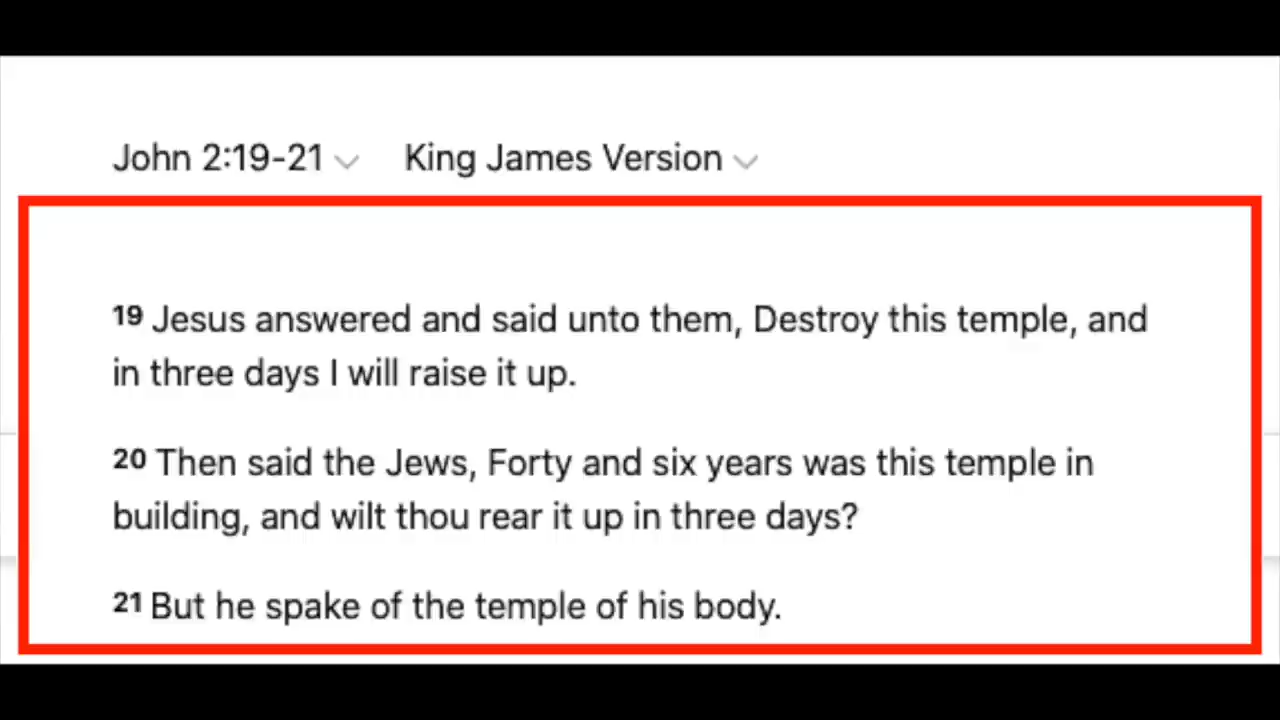 John 2:19-21 King James Version
19 Jesus answered and said unto them, Destroy this temple, and
in three days I will raise it up.
20 Then said the Jews, Forty and six years was this temple in
building, and wilt thou rear it up in three days?
21 But he spake of the temple of his body.